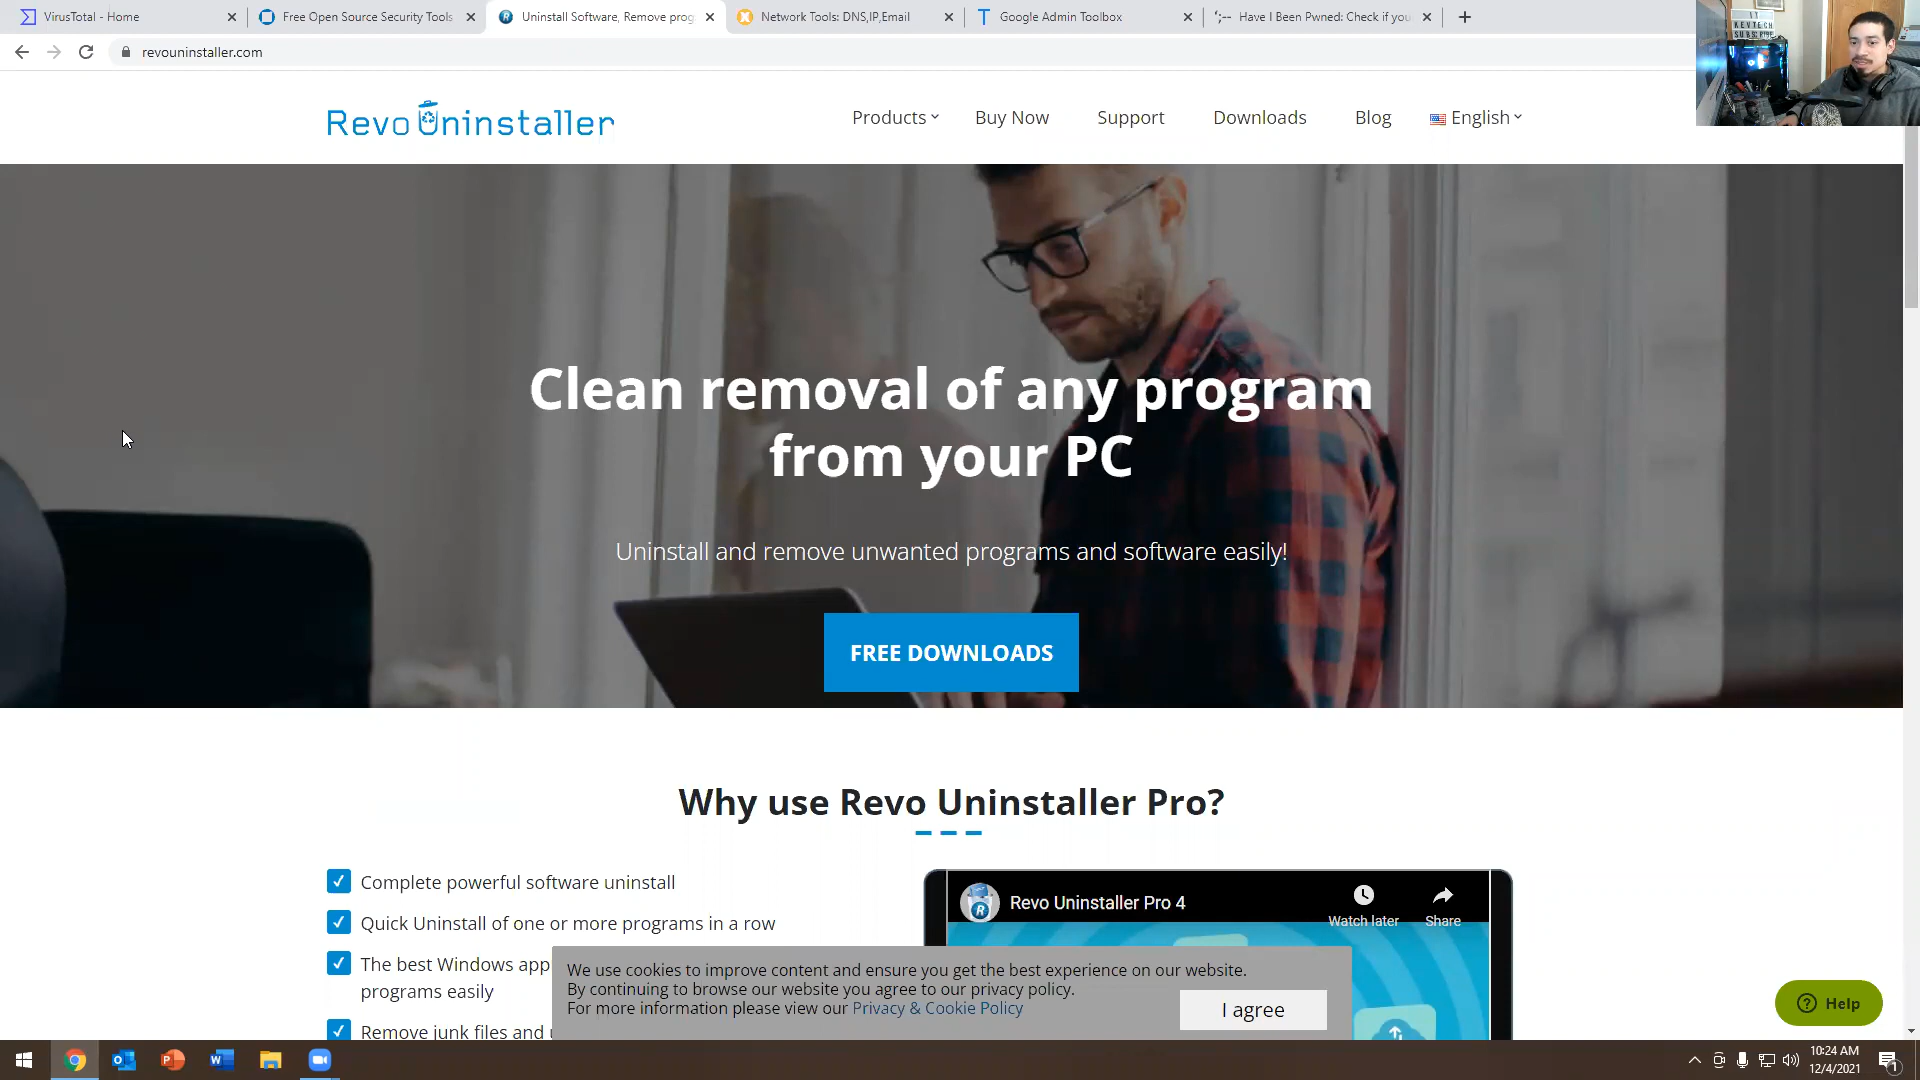 VirusTotal - Home
Free Open Source Security Tools
Uninstall Software, Remove prog
Network Tools: DNS,IP,Email
Google Admin Toolbox
Have I Been Pwned: Check if you
revouninstaller.com
IT
KEVTECH
SUBSCRIBE
Revo Uninstaller
Products
Buy Now
Support
Downloads
Blog
English
Clean removal of any program
from your PC
Uninstall and remove unwanted programs and software easily!
FREE DOWNLOADS
Why use Revo Uninstaller Pro?
Complete powerful software uninstall
Quick Uninstall of one or more programs in a row
The best Windows app
programs easily
Remove junk files and
Revo Uninstaller Pro 4
Watch later
Share
We use cookies to improve content and ensure you get the best experience on our website.
By continuing to browse our website you agree to our privacy policy.
For more information please view our Privacy & Cookie Policy
I agree
Help
10:24 AM
12/4/2021
1